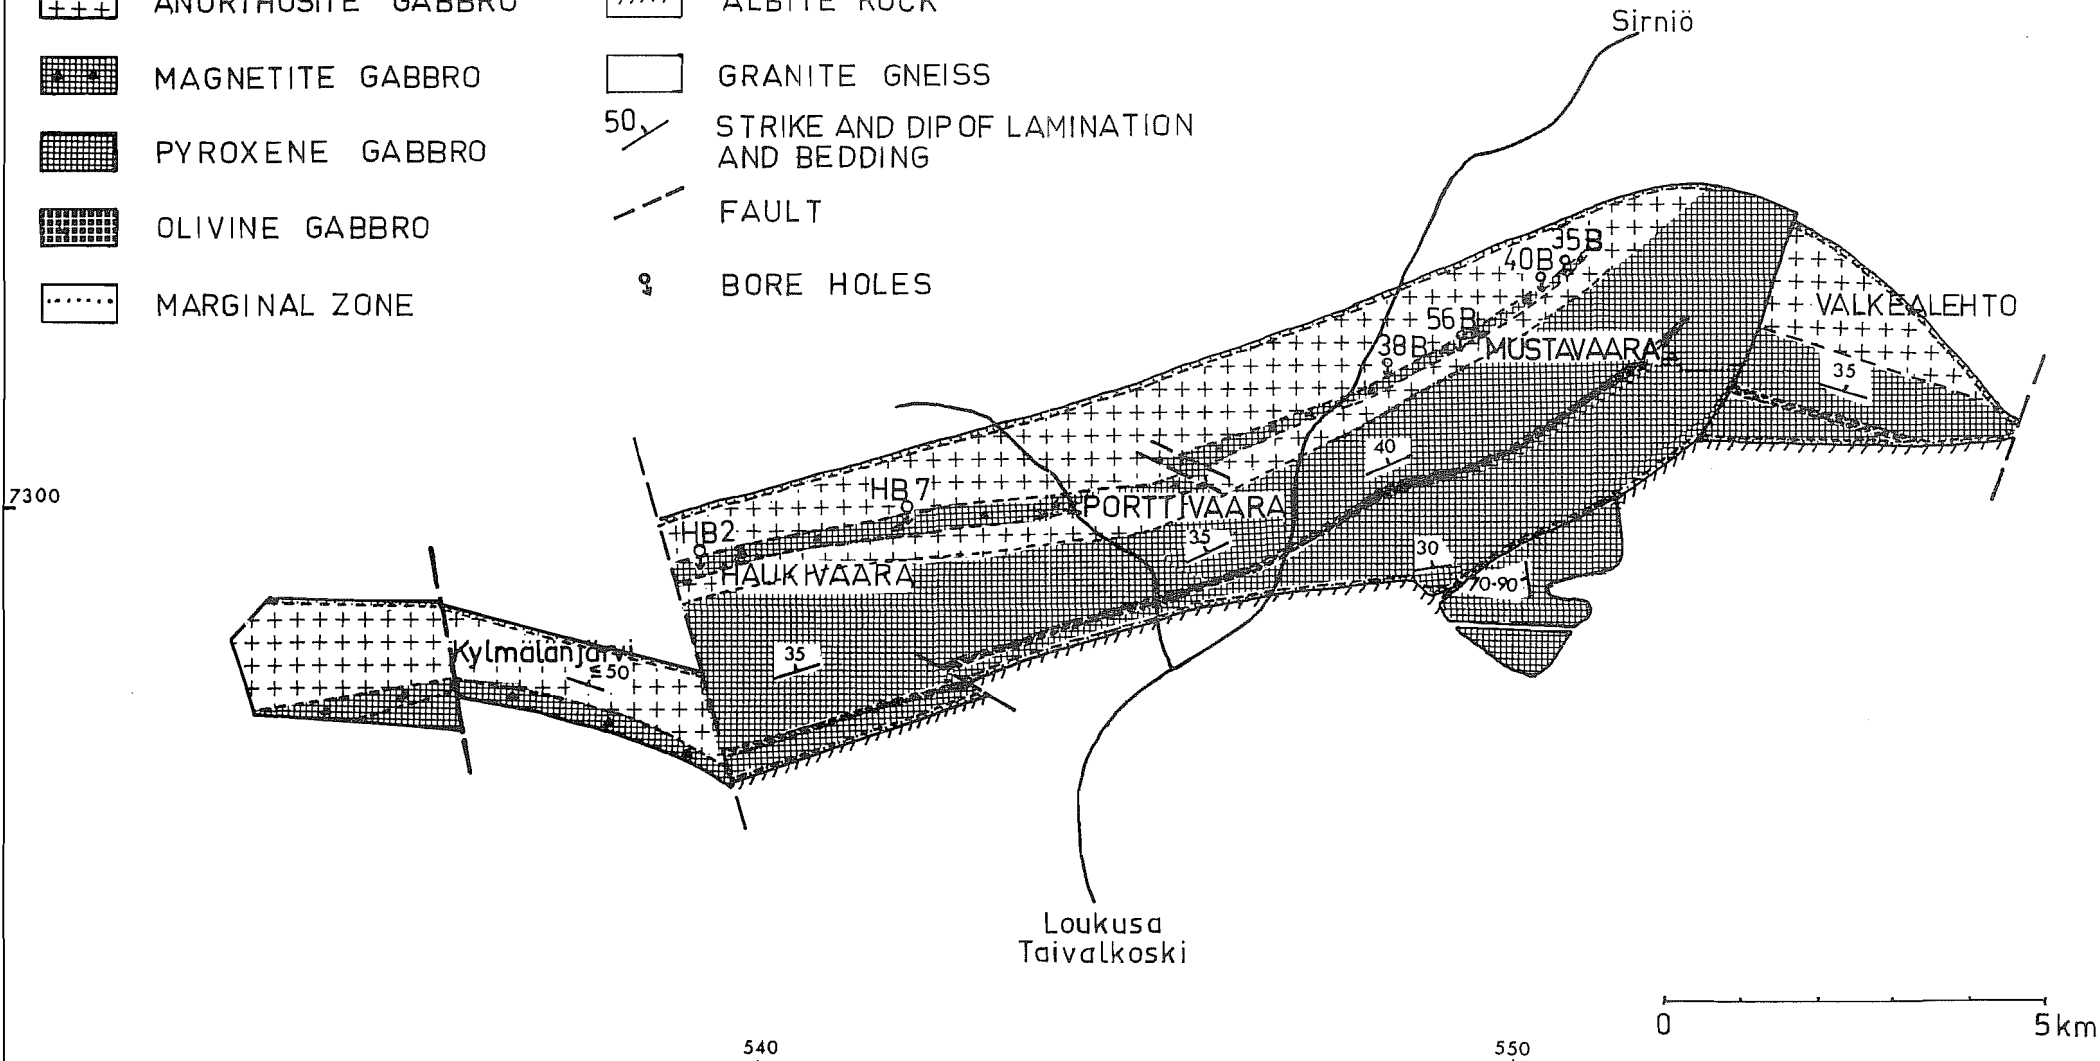 ANORTHOSITE GABBRO
ALBITE ROCK
MAGNETITE GABBRO
GRANITE GNEISS
PYROXENE GABBRO
50
STRIKE AND DIP OF LAMINATION
AND BEDDING
OLIVINE GABBRO
FAULT
MARGINAL ZONE
BORE HOLES
Sirniö
35B
40B
VALKEALEHTO
56B
38B
MUSTAVAARA
35
40
7300
HB7
PORTTIVAARA
HB2
35
30
HAUKIVAARA
70-90
Kylmälänjärvi
≤50
35
Loukusa
Taivalkoski
0
5 km
540
550